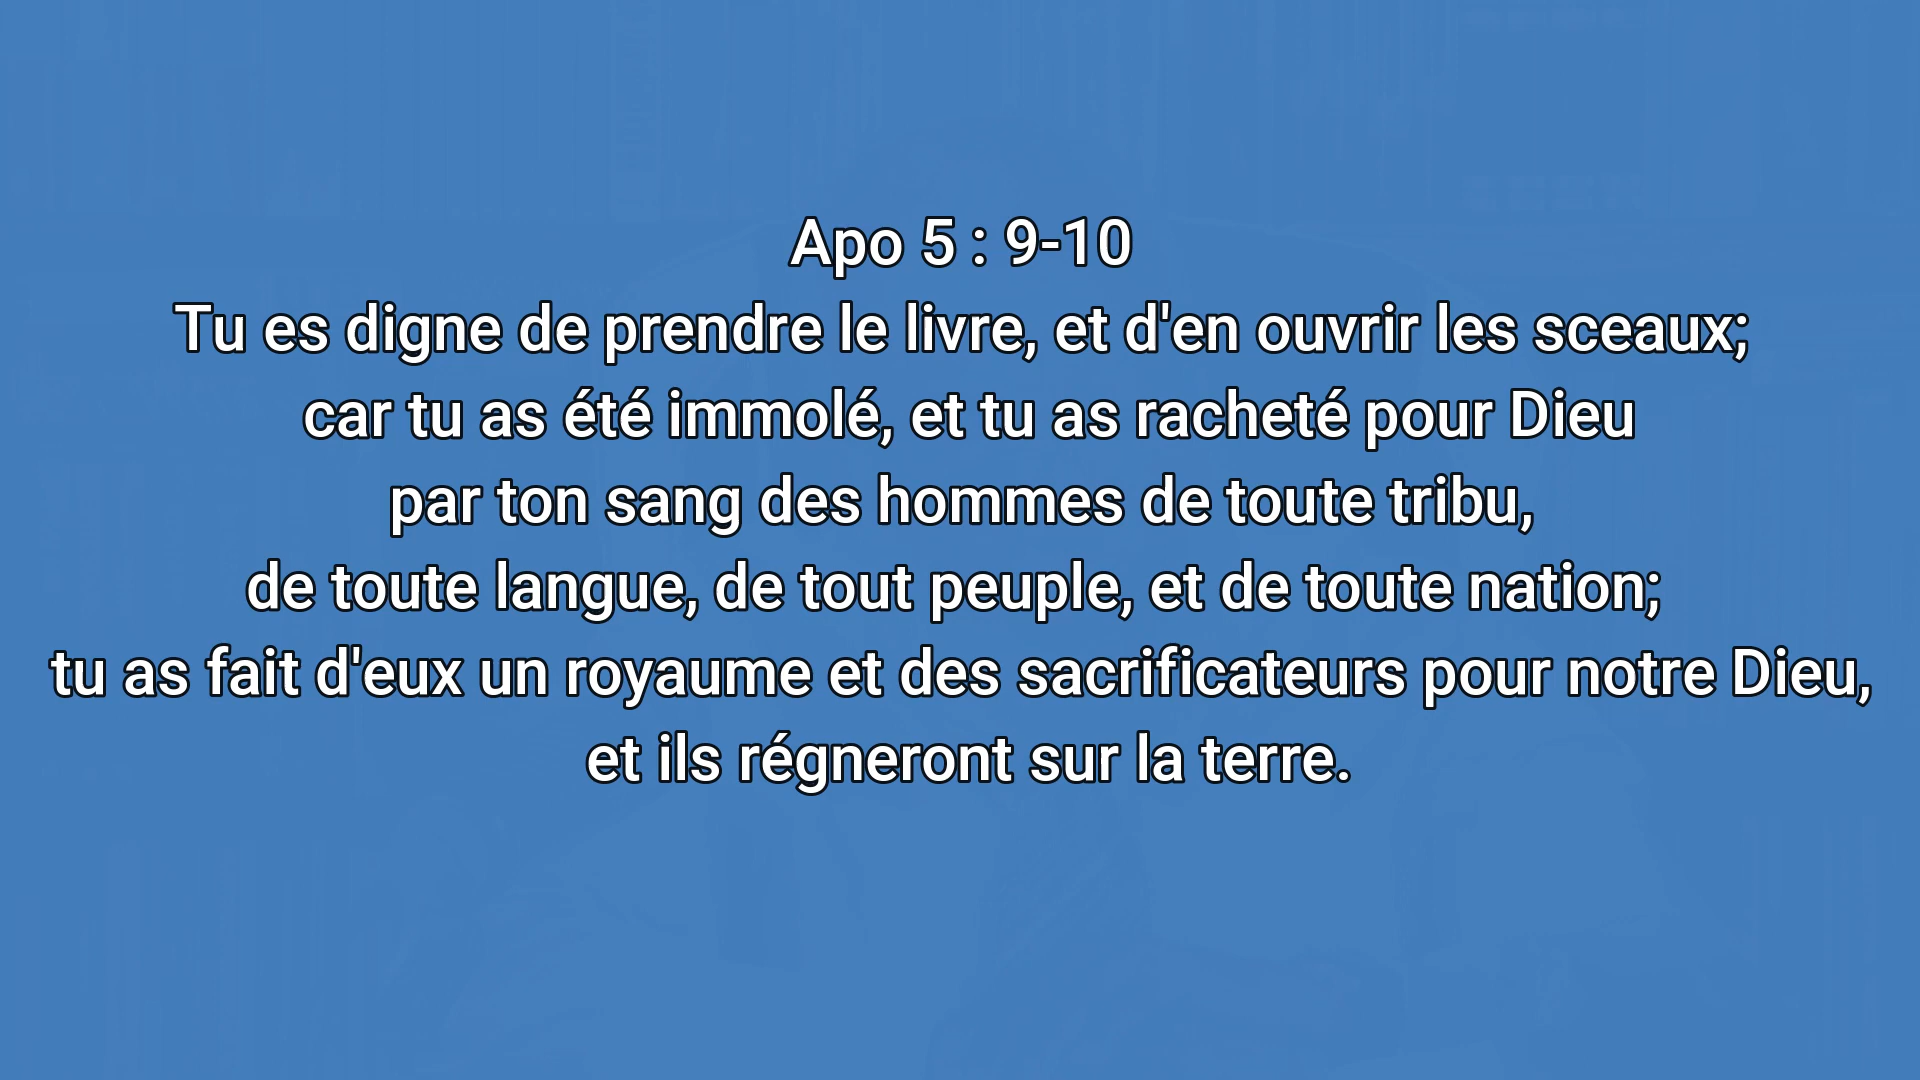 Apo 5 : 9-10
Tu es digne de prendre le livre, et d'en ouvrir les sceaux;
car tu as été immolé, et tu as racheté pour Dieu
par ton sang des hommes de toute tribu,
de toute langue, de tout peuple, et de toute nation;
tu as fait d'eux un royaume et des sacrificateurs pour notre Dieu,
et ils régneront sur la terre.